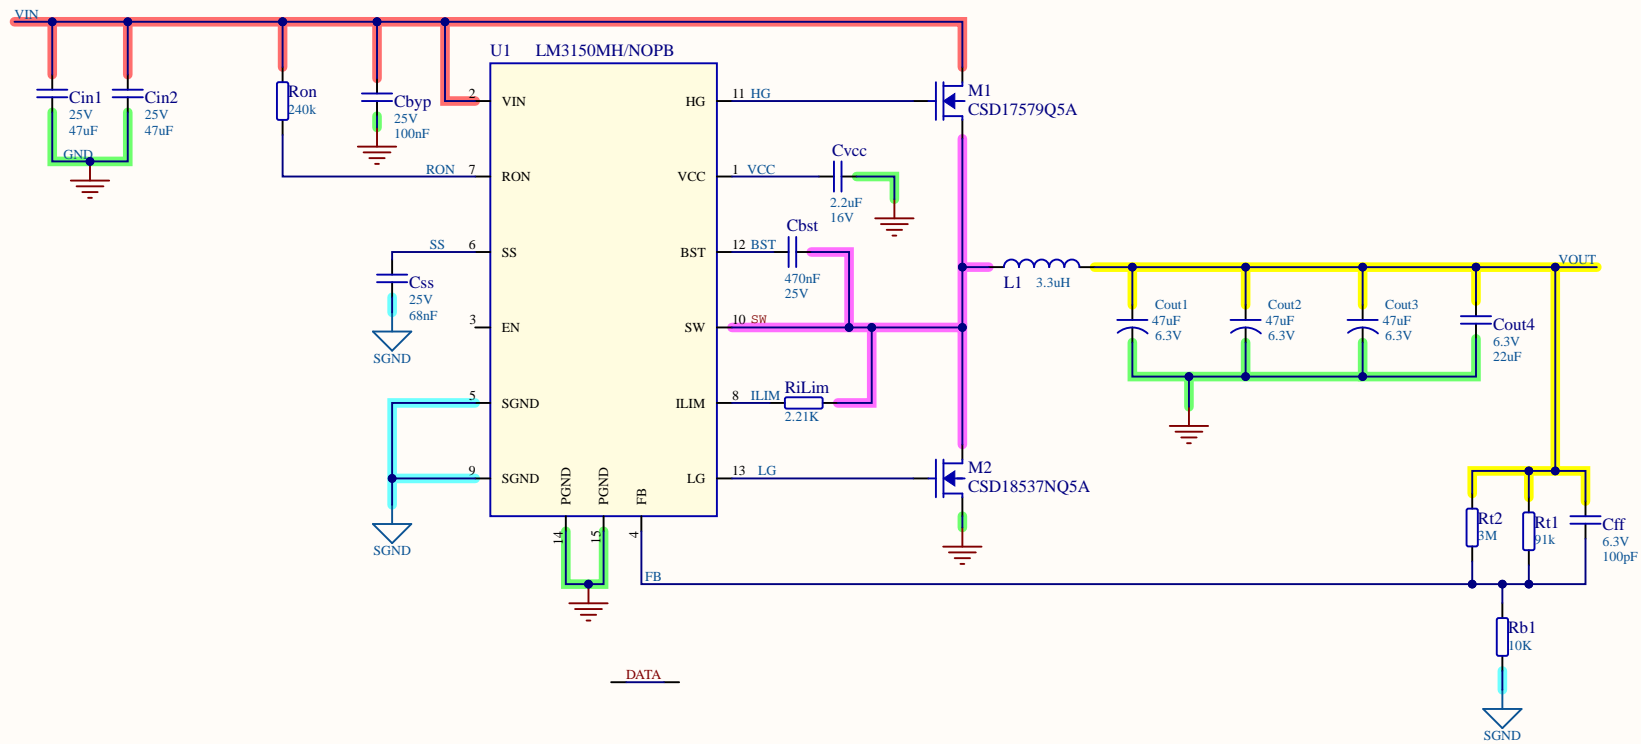 VIN
U1 LM3150MH/NOPB
Cin1
25V
47uF
Cin2
25V
47uF
GND
Ron
240k
Cbyp
25V
100nF
2 VIN
RON 7 RON
SS 6 SS
3 EN
5 SGND
9 SGND
Css
25V
68nF
SGND
SGND
HG 11 HG
VCC 1 VCC
BST 12 BST
SW 10 SW
ILIM 8 ILIM
LG 13 LG
PGND
PGND
FB
14
15
4
FB
M1
CSD17579Q5A
Cvcc
2.2uF
16V
Cbst
470nF
25V
RiLim
2.21K
M2
CSD18537NQ5A
L1 3.3uH
VOUT
Cout1
47uF
6.3V
Cout2
47uF
6.3V
Cout3
47uF
6.3V
Cout4
6.3V
22uF
Rt2
3M
Rt1
91k
Cff
6.3V
100pF
Rb1
10K
SGND
DATA